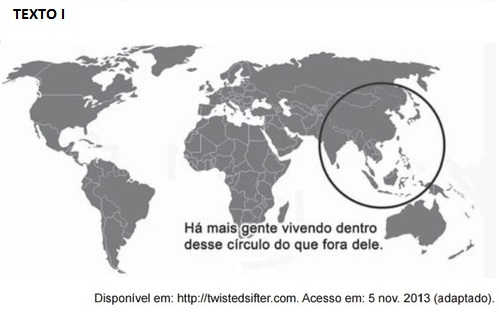 TEXTO I
Há mais gente vivendo dentro
desse círculo do que fora dele.
Disponível em: http://twistedsifter.com. Acesso em: 5 nov. 2013 (adaptado).